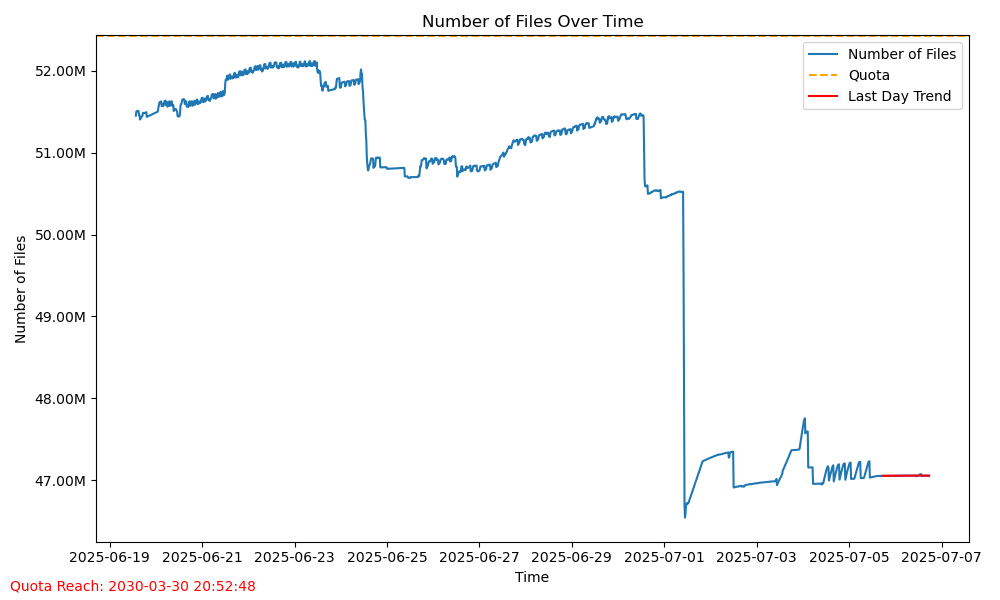 Number of Files Over Time
Number of Files
Quota
Last Day Trend
52.00M
51.00M
50.00M
49.00M
48.00M
47.00M
Number of Files
2025-06-19 2025-06-21 2025-06-23 2025-06-25 2025-06-27 2025-06-29 2025-07-01 2025-07-03 2025-07-05 2025-07-07
Time
Quota Reach: 2030-03-30 20:52:48